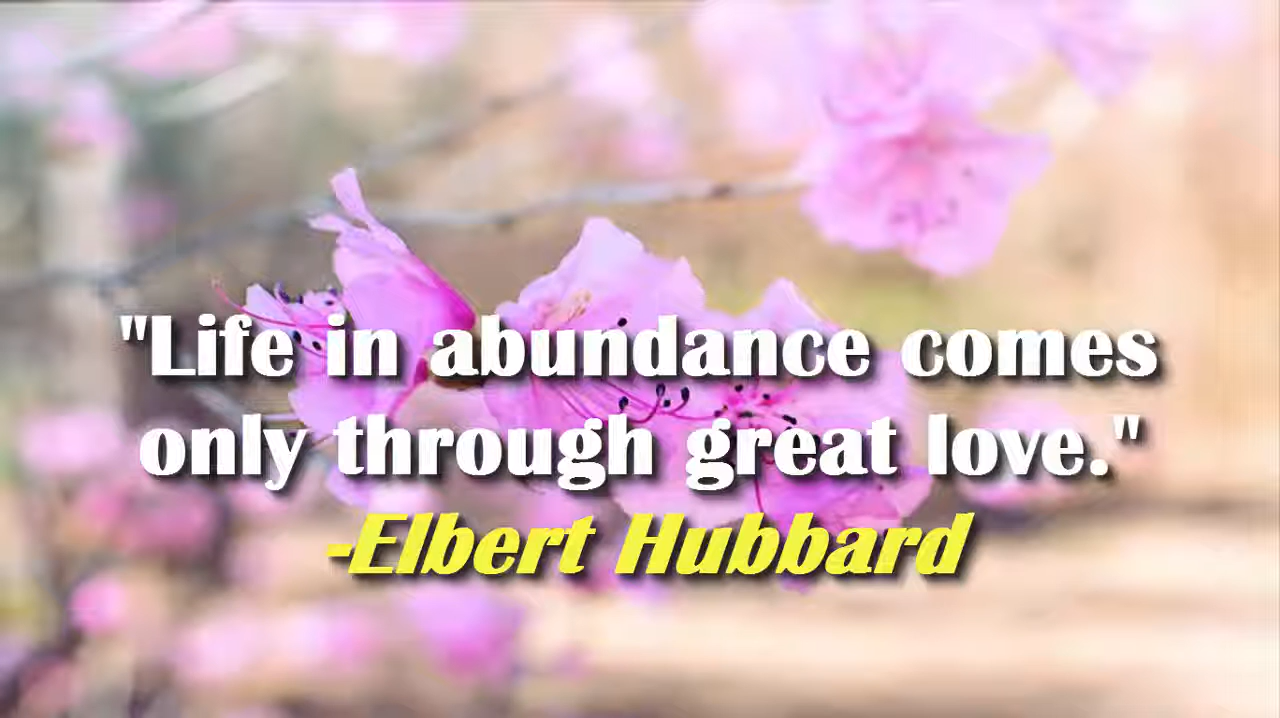 "Life in abundance comes
only through great love."
-Elbert Hubbard